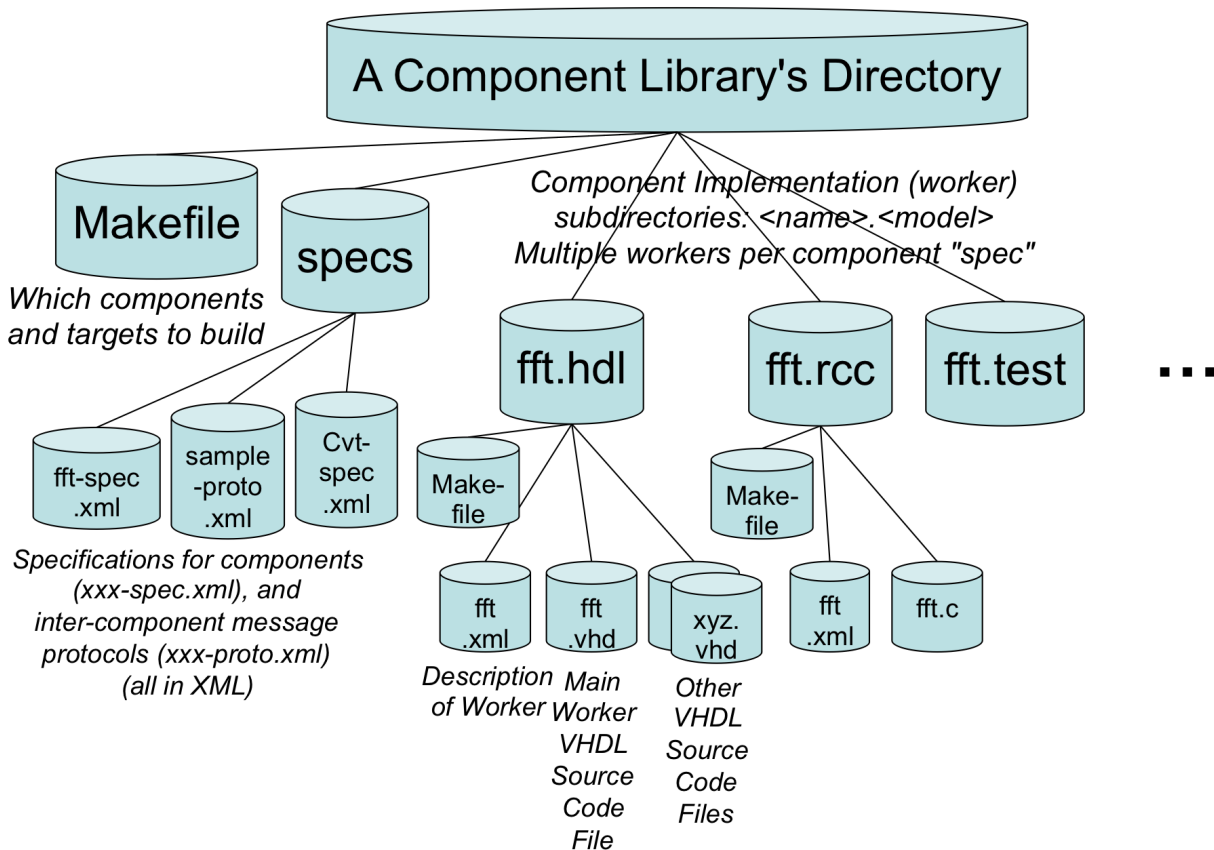 A Component Library's Directory
Makefile
Which components
and targets to build
specs
Component Implementation (worker)
subdirectories: <name>.<model>
Multiple workers per component "spec"
fft.hdl
fft.rcc
fft.test
...
fft-spec
.xml
sample
-proto
.xml
Cvt-
spec
.xml
Specifications for components
(xxx-spec.xml), and
inter-component message
protocols (xxx-proto.xml)
(all in XML)
Make-
file
fft
.xml
Description
of Worker
fft
.vhd
Main
Worker
VHDL
Source
Code
File
xyz.
vhd
Other
VHDL
Source
Code
Files
Make-
file
fft
.xml
fft.c